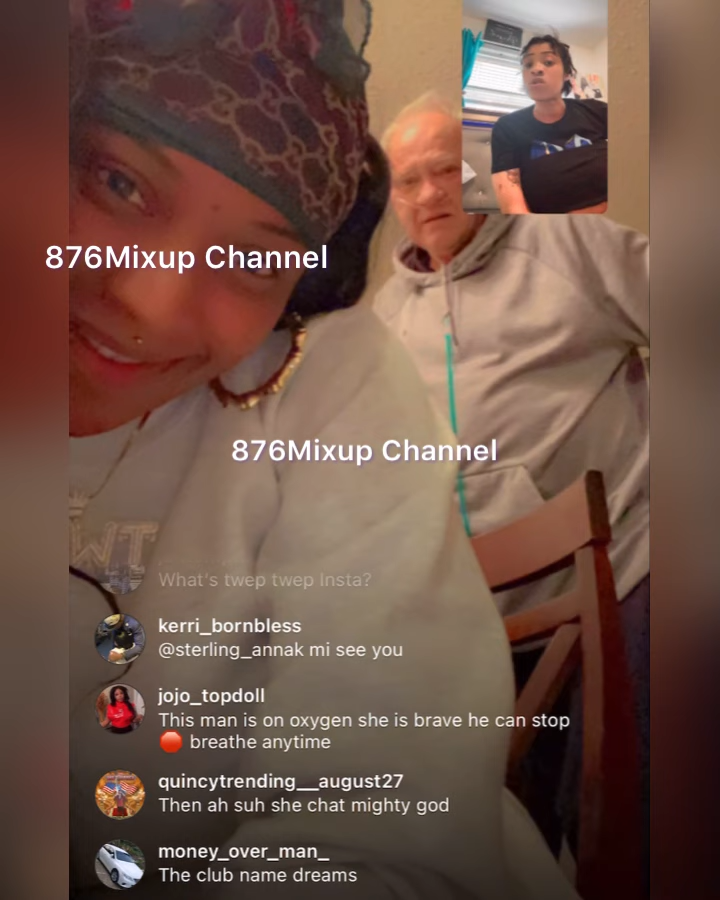 876Mixup Channel
876Mixup Channel
WT
What's twep twep Insta?
kerri_bornbless
@sterling_annak mi see you
jojo_topdoll
This man is on oxygen she is brave he can stop
🛑 breathe anytime
quincytrending__august27
Then ah suh she chat mighty god
money_over_man_
The club name dreams